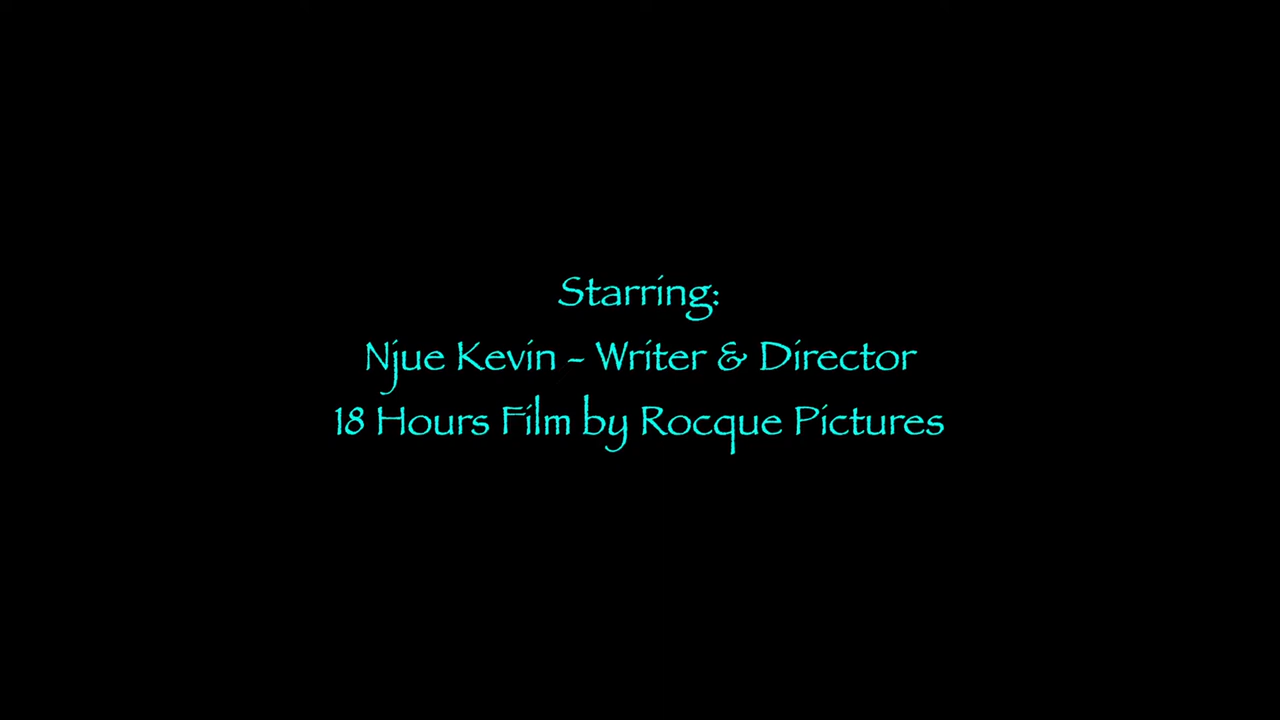 Starring:
Njue Kevin - Writer & Director
18 Hours Film by Rocque Pictures